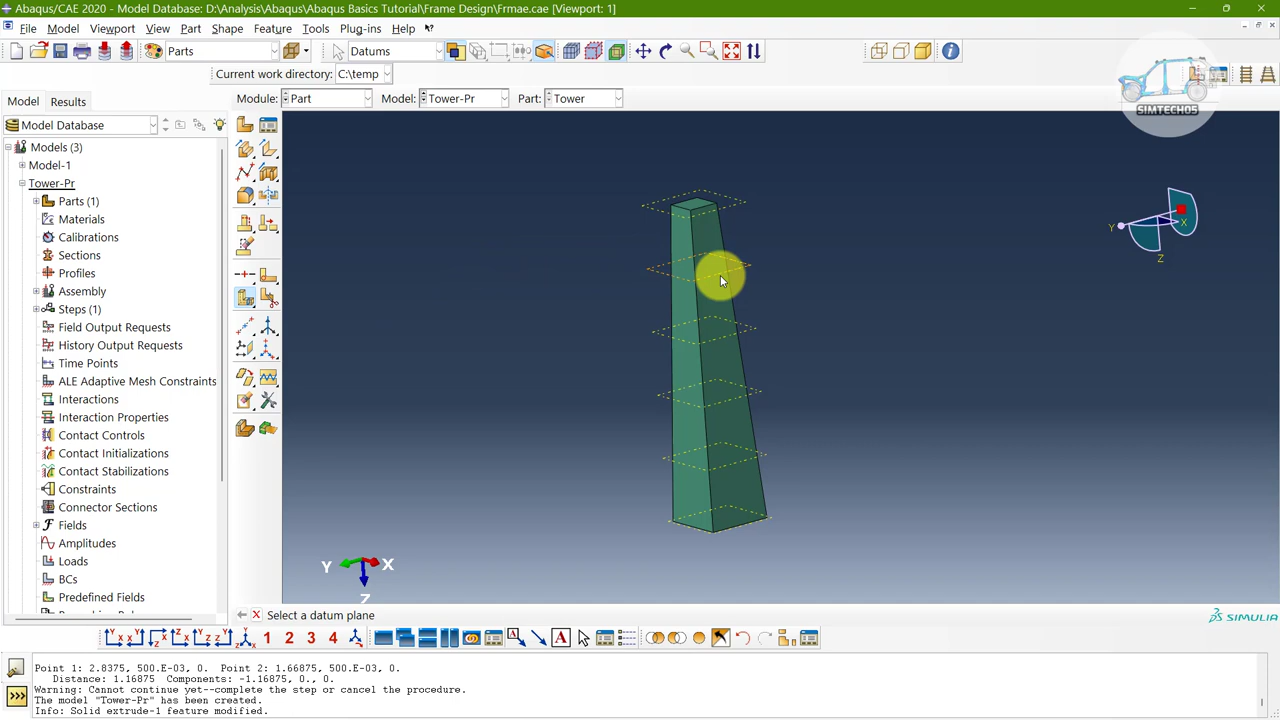 Abaqus/CAE 2020 - Model Database: D:\Analysis\Abaqus\Abaqus Basics Tutorial\Frame Design\Frmae.cae [Viewport: 1]
File Model Viewport View Part Shape Feature Tools Plug-ins Help
Parts Datums
Current work directory: C:\temp
Model Results Module: Part Model: Tower-Pr Part: Tower
SIMTECH05
Model Database
Models (3)
Model-1
Tower-Pr
Parts (1)
Materials
Calibrations
Sections
Profiles
Assembly
Steps (1)
Field Output Requests
History Output Requests
Time Points
ALE Adaptive Mesh Constraints
Interactions
Interaction Properties
Contact Controls
Contact Initializations
Contact Stabilizations
Constraints
Connector Sections
Fields
Amplitudes
Loads
BCs
Predefined Fields
Y X Z
Y X
Z
Select a datum plane
SIMULIA
1 2 3 4
Point 1: 2.8375, 500.E-03, 0. Point 2: 1.66875, 500.E-03, 0.
Distance: 1.16875 Components: -1.16875, 0., 0.
Warning: Cannot continue yet--complete the step or cancel the procedure.
The model "Tower-Pr" has been created.
Info: Solid extrude-1 feature modified.